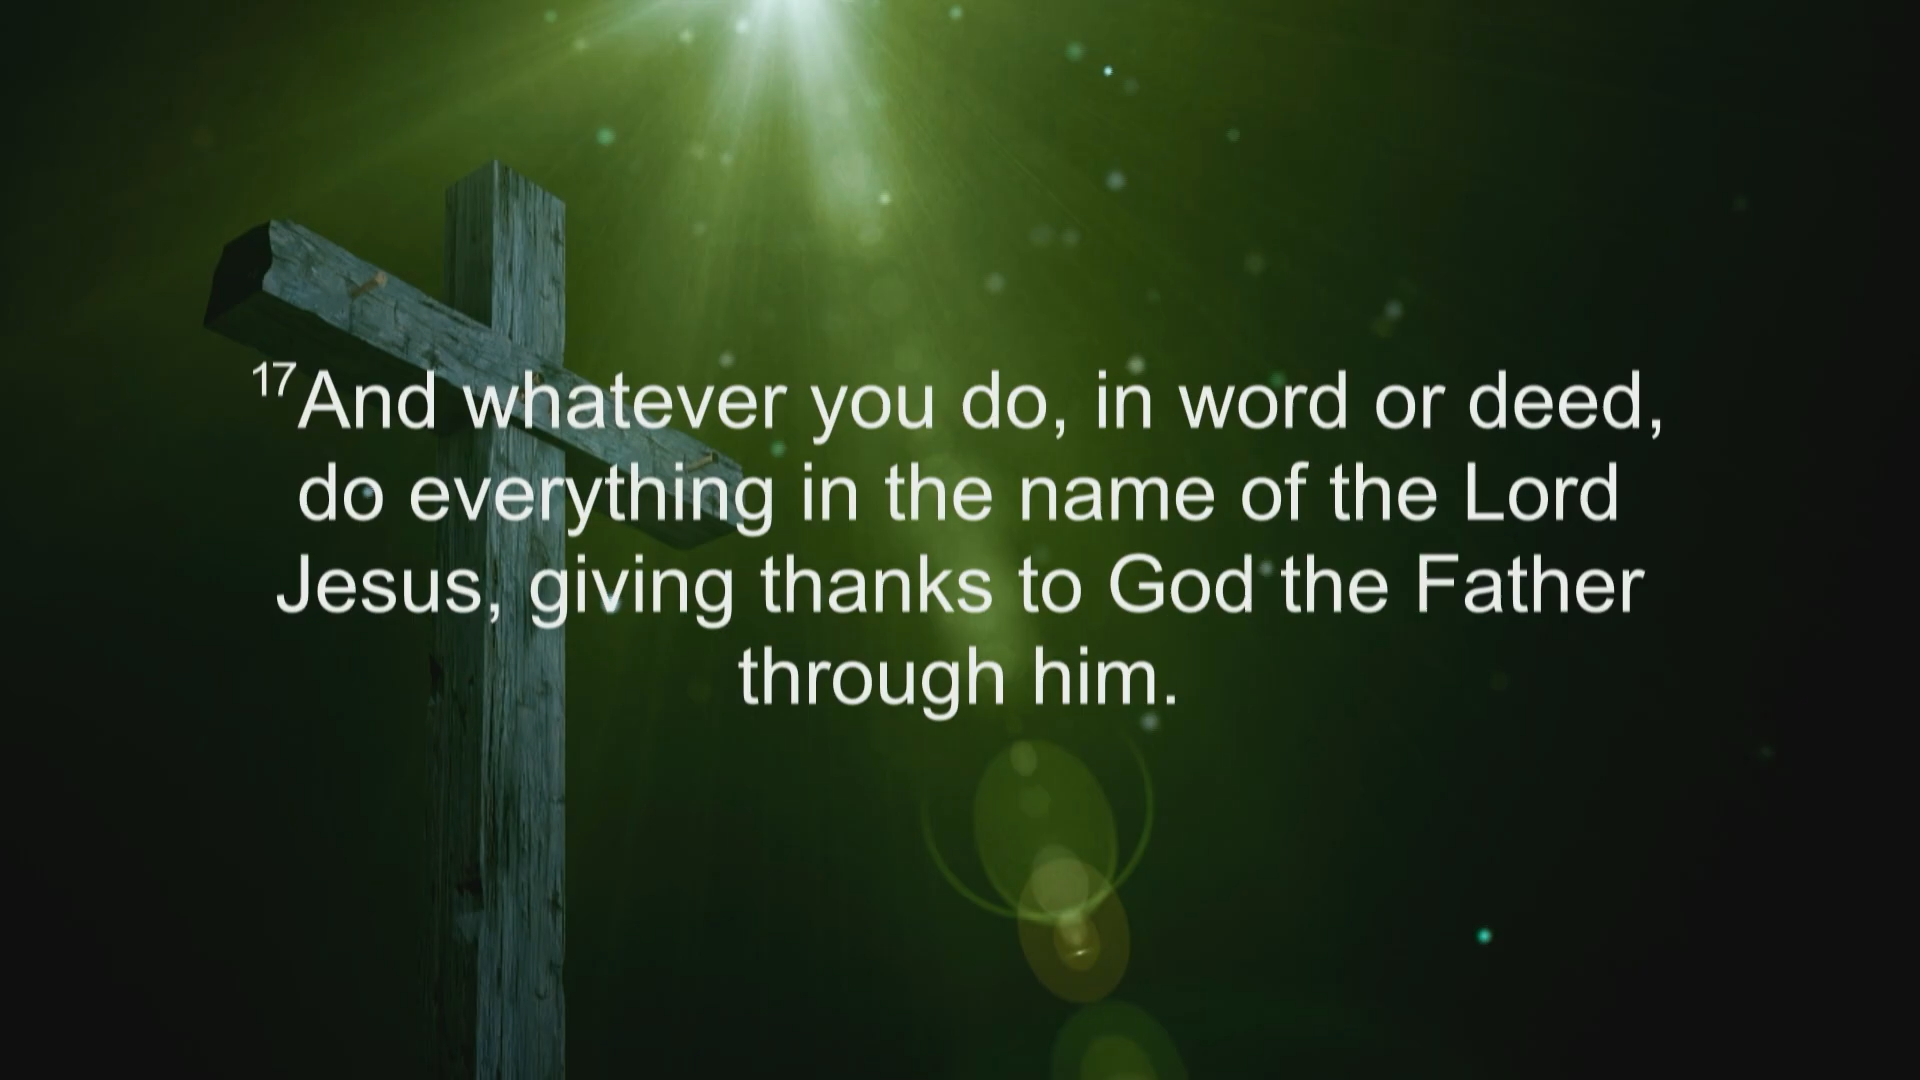 17And whatever you do, in word or deed,
do everything in the name of the Lord
Jesus, giving thanks to God the Father
through him.